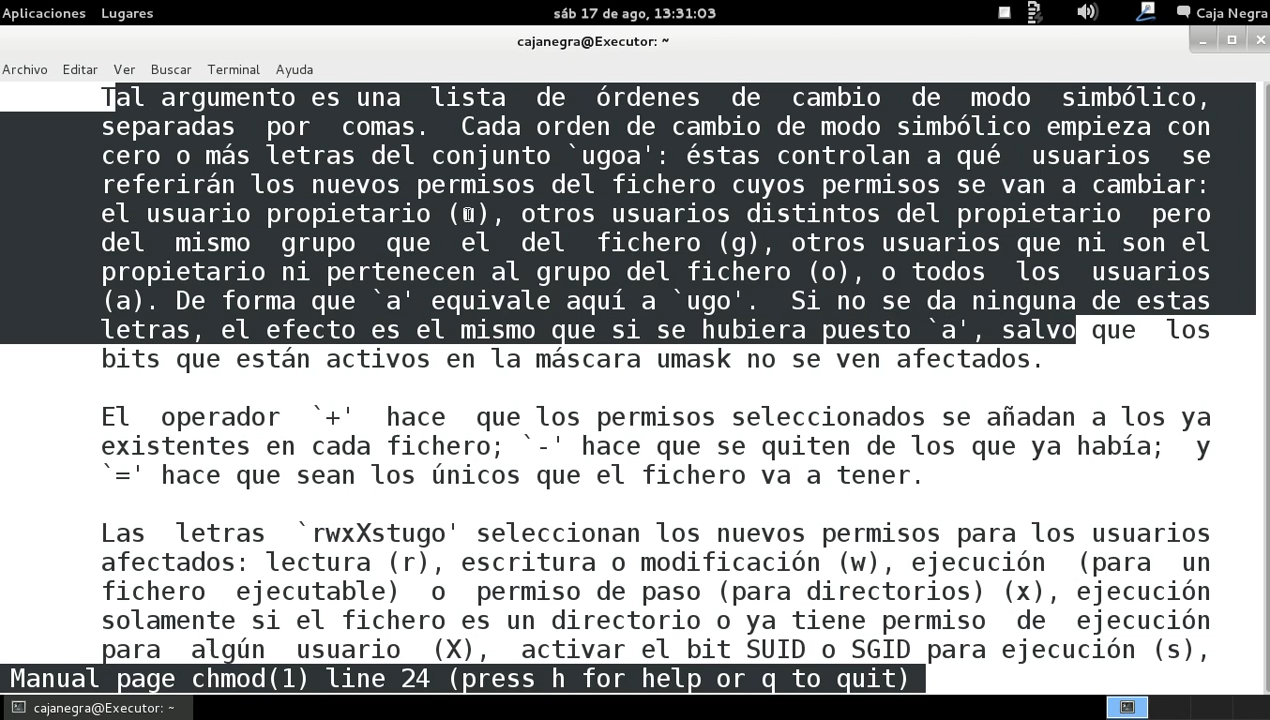 Aplicaciones Lugares sáb 17 de ago, 13:31:03 Caja Negra
cajanegra@Executor: ~
Archivo Editar Ver Buscar Terminal Ayuda
Tal argumento es una lista de órdenes de cambio de modo simbólico,
separadas por comas. Cada orden de cambio de modo simbólico empieza con
cero o más letras del conjunto `ugoa': éstas controlan a qué usuarios se
referirán los nuevos permisos del fichero cuyos permisos se van a cambiar:
el usuario propietario (u), otros usuarios distintos del propietario pero
del mismo grupo que el del fichero (g), otros usuarios que ni son el
propietario ni pertenecen al grupo del fichero (o), o todos los usuarios
(a). De forma que `a' equivale aquí a `ugo'. Si no se da ninguna de estas
letras, el efecto es el mismo que si se hubiera puesto `a', salvo que los
bits que están activos en la máscara umask no se ven afectados.
El operador `+' hace que los permisos seleccionados se añadan a los ya
existentes en cada fichero; `-' hace que se quiten de los que ya había; y
`=' hace que sean los únicos que el fichero va a tener.
Las letras `rwxXstugo' seleccionan los nuevos permisos para los usuarios
afectados: lectura (r), escritura o modificación (w), ejecución (para un
fichero ejecutable) o permiso de paso (para directorios) (x), ejecución
solamente si el fichero es un directorio o ya tiene permiso de ejecución
para algún usuario (X), activar el bit SUID o SGID para ejecución (s),
Manual page chmod(1) line 24 (press h for help or q to quit)
cajanegra@Executor: ~